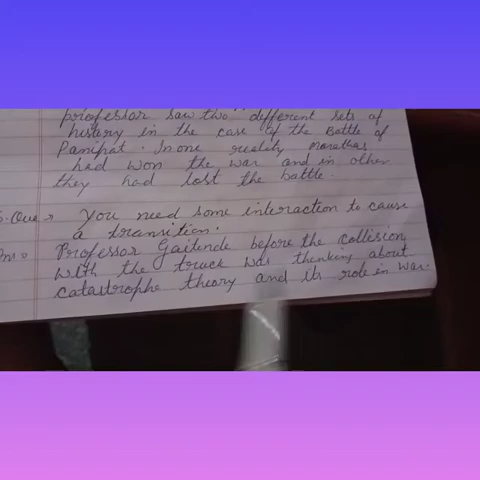 professor saw two different sets of
history in the case of the Battle of
Panipat. In one reality Marathas
had won the war and in other
they had lost the battle.
5. Que → You need some interaction to cause
a transition.
Ans → Professor Gaitende before the collision
with the truck was thinking about
catastrophe theory and its role in war.